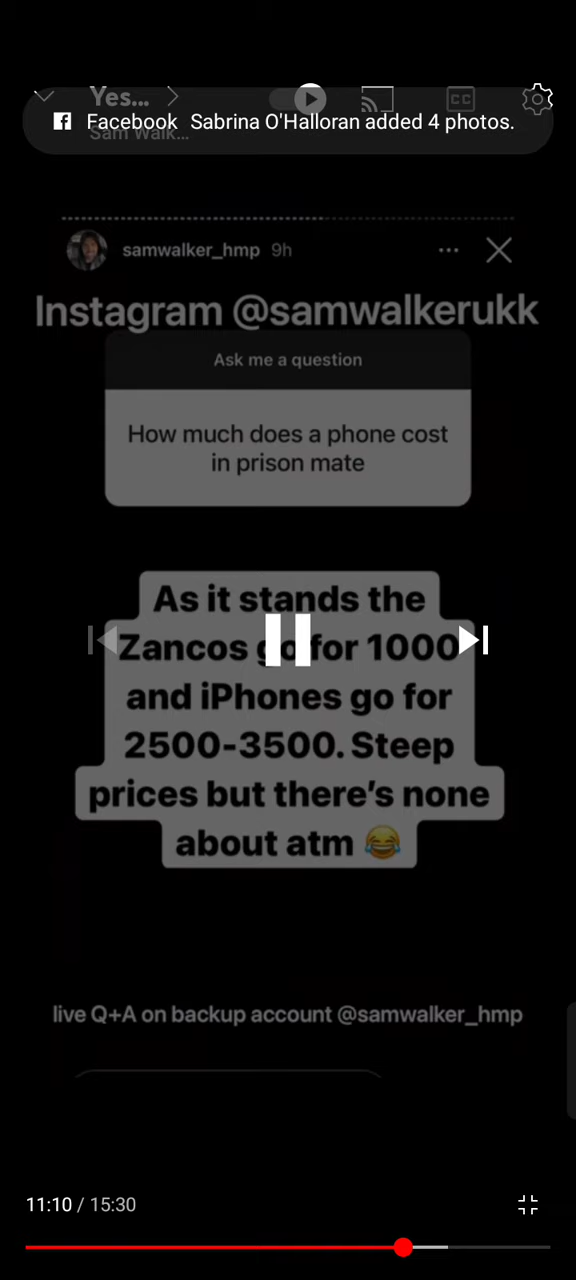 Yes...
Facebook Sabrina O'Halloran added 4 photos.
Sam Walk...
CC
samwalker_hmp 9h
Instagram @samwalkerukk
Ask me a question
How much does a phone cost
in prison mate
As it stands the
Zancos go for 1000
and iPhones go for
2500-3500. Steep
prices but there's none
about atm 😂
live Q+A on backup account @samwalker_hmp
11:10 / 15:30